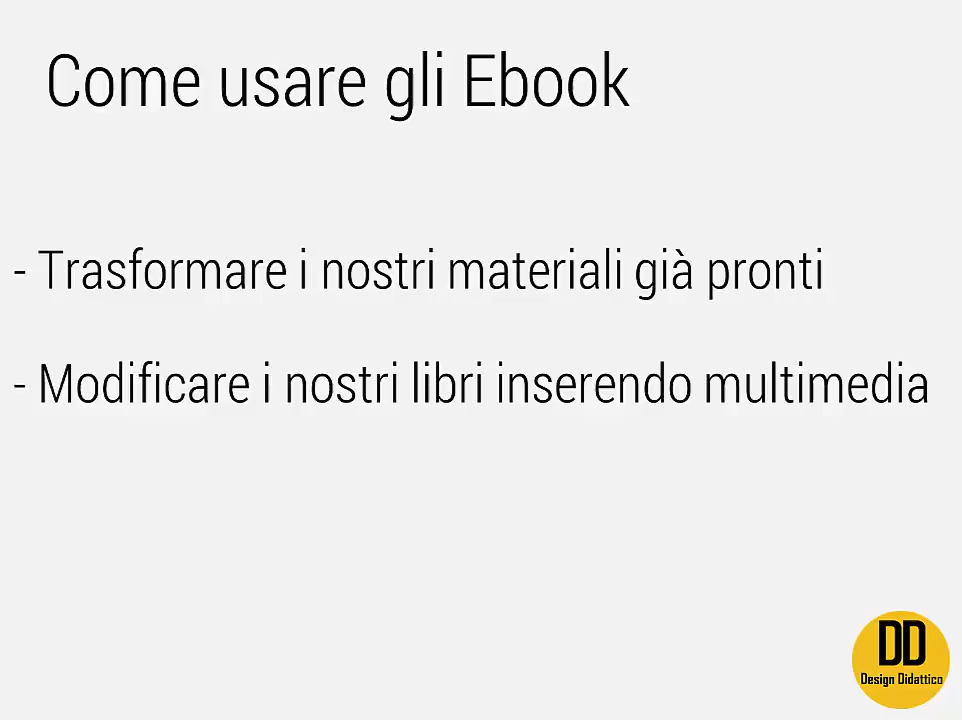 Come usare gli Ebook
- Trasformare i nostri materiali già pronti
- Modificare i nostri libri inserendo multimedia
DD
Design Didattico